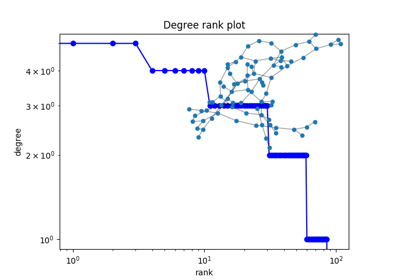 Degree rank plot
degree
4 × 10⁰
3 × 10⁰
2 × 10⁰
10⁰
10⁰
10¹
10²
rank